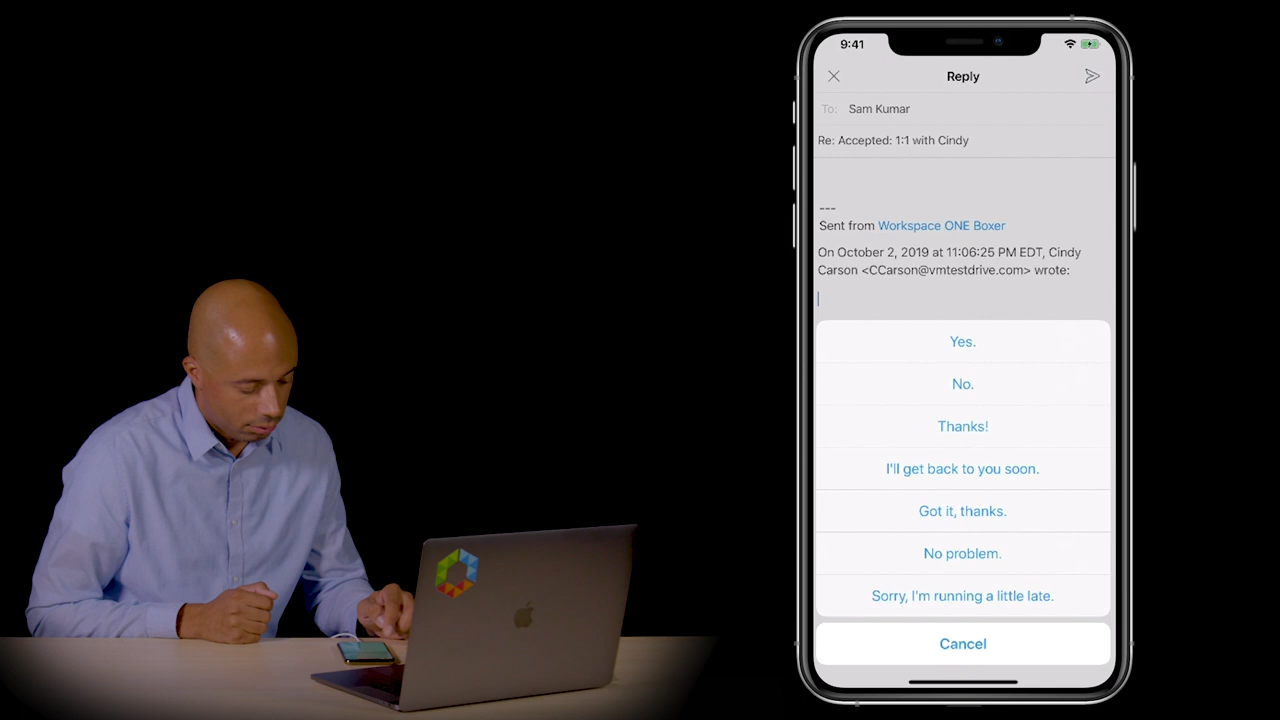 9:41
Reply
To: Sam Kumar
Re: Accepted: 1:1 with Cindy
---
Sent from Workspace ONE Boxer
On October 2, 2019 at 11:06:25 PM EDT, Cindy
Carson <CCarson@vmtestdrive.com> wrote:
Yes.
No.
Thanks!
I'll get back to you soon.
Got it, thanks.
No problem.
Sorry, I'm running a little late.
Cancel